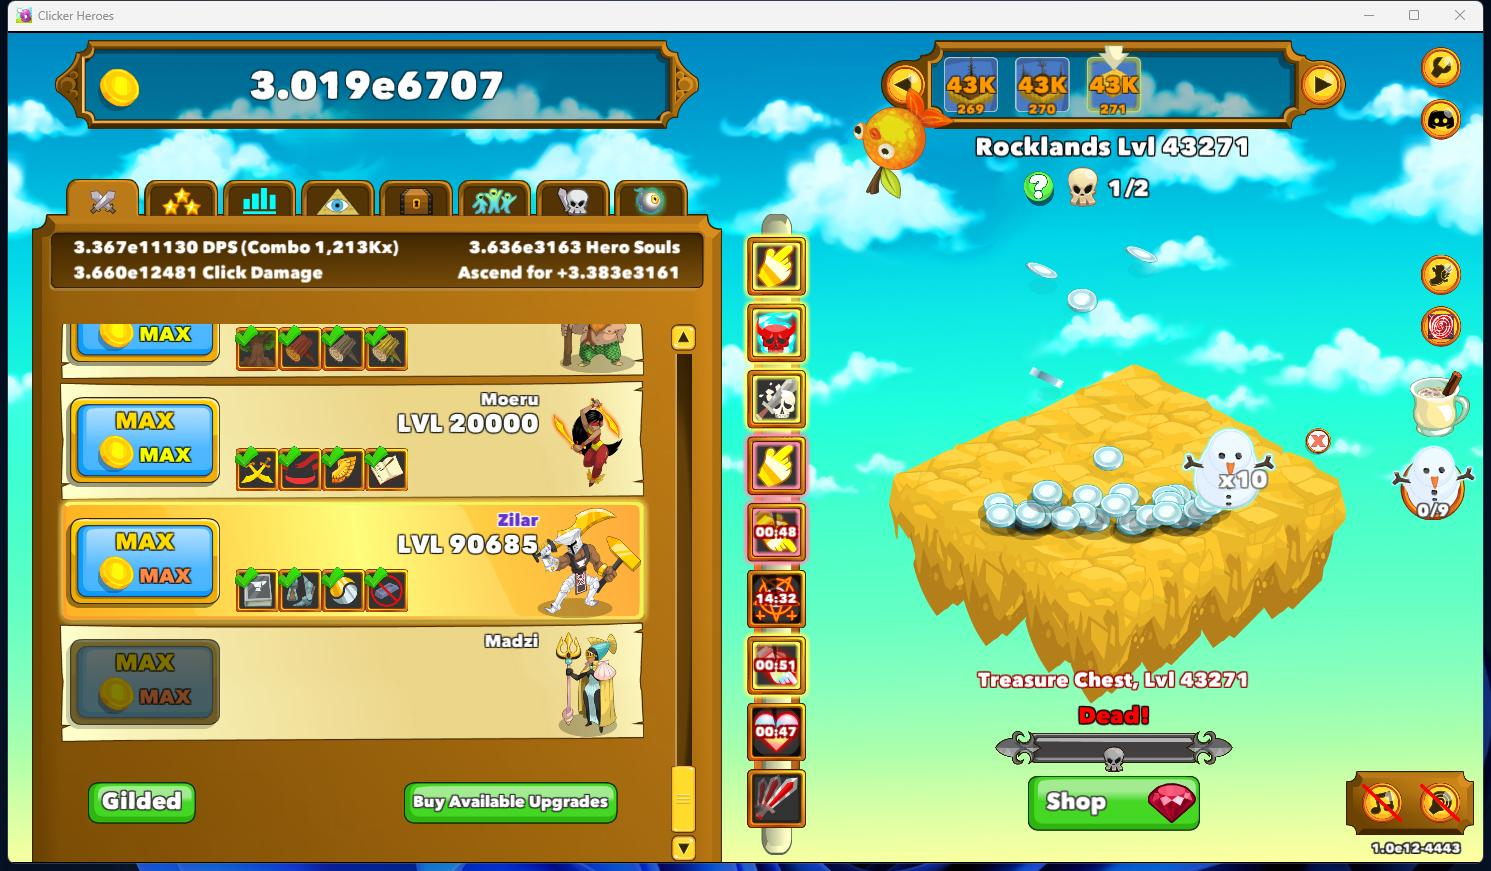 Clicker Heroes
3.019e6707
43K
269
43K
270
43K
271
Rocklands Lvl 43271
1/2
3.367e11130 DPS (Combo 1,213Kx)
3.636e3163 Hero Souls
3.660e12481 Click Damage
Ascend for +3.383e3161
MAX
Moeru
LVL 20000
MAX
MAX
Zilar
LVL 90685
MAX
MAX
Madzi
MAX
MAX
Gilded
Buy Available Upgrades
00:48
14:32
00:51
00:47
x10
0/9
Treasure Chest, Lvl 43271
Dead!
Shop
1.0e12-4443